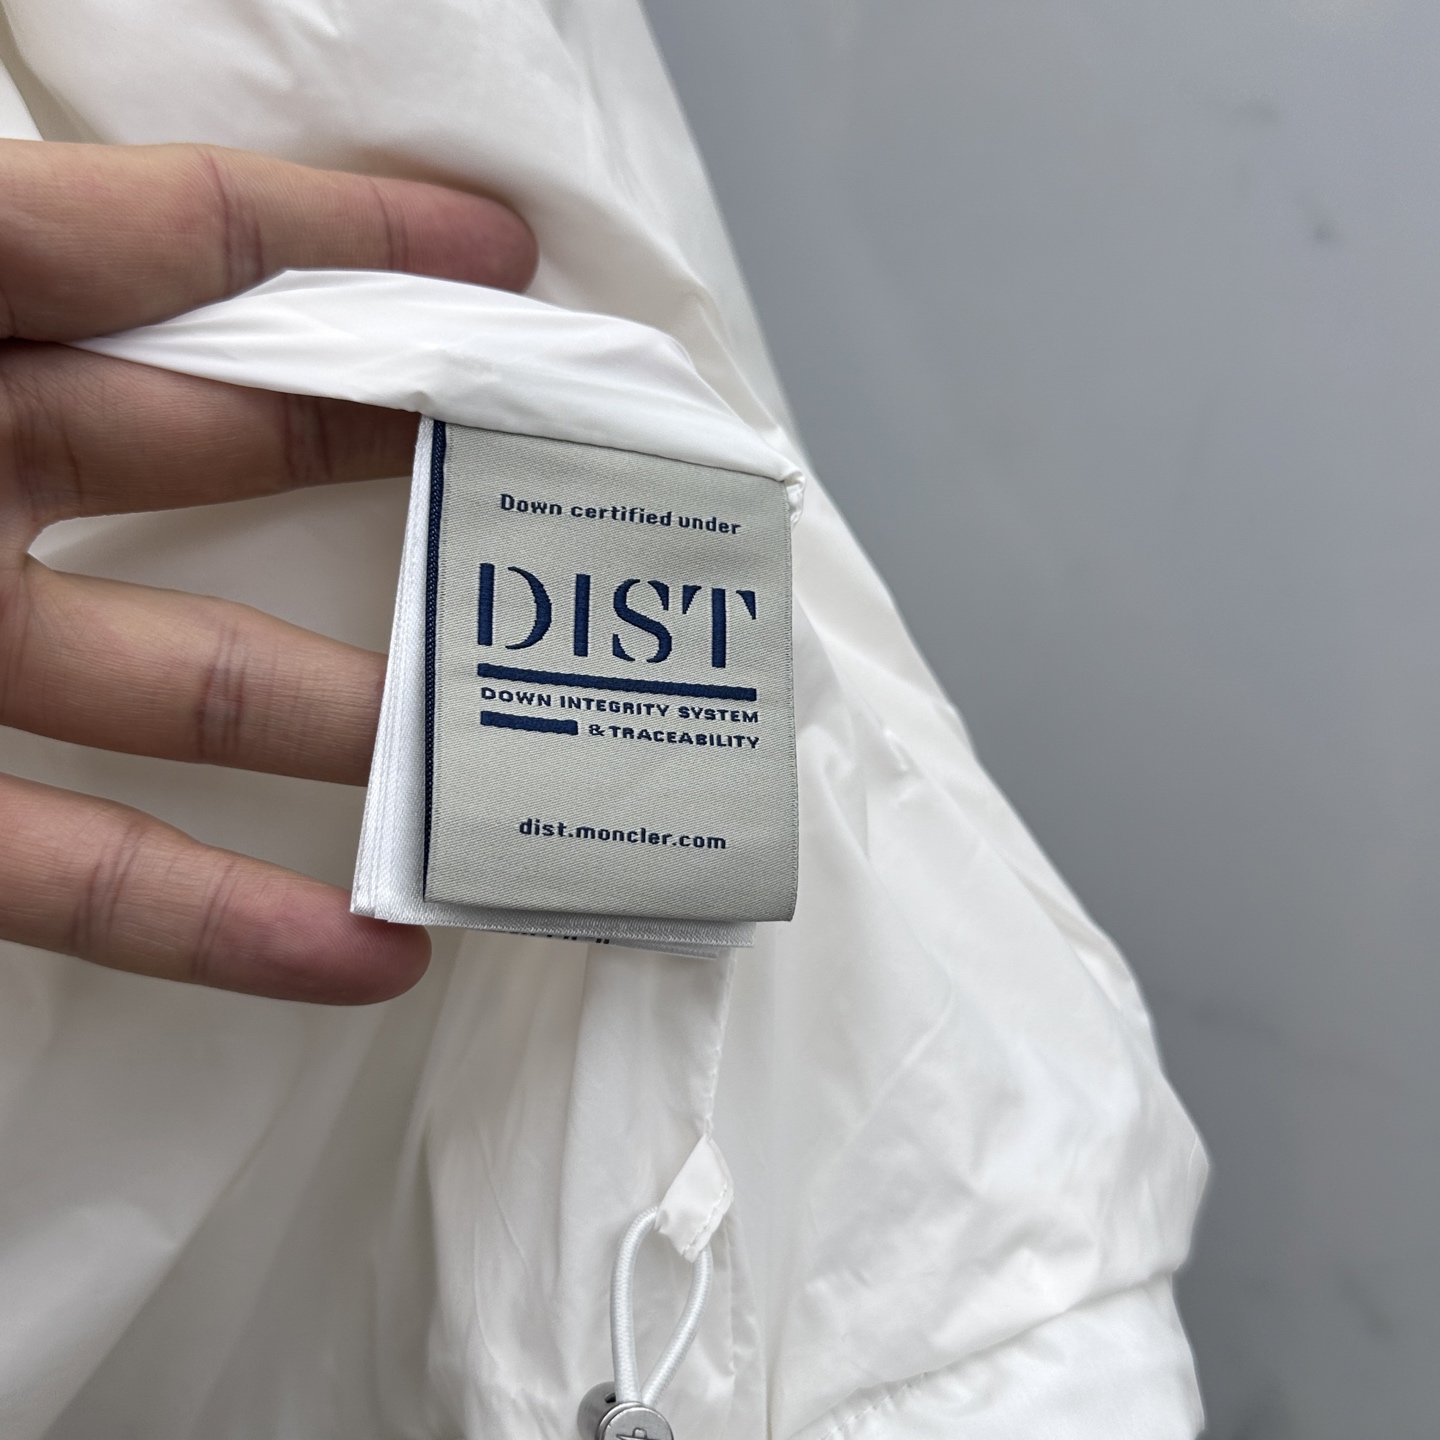 Down certified under
DIST
DOWN INTEGRITY SYSTEM
& TRACEABILITY
dist.moncler.com